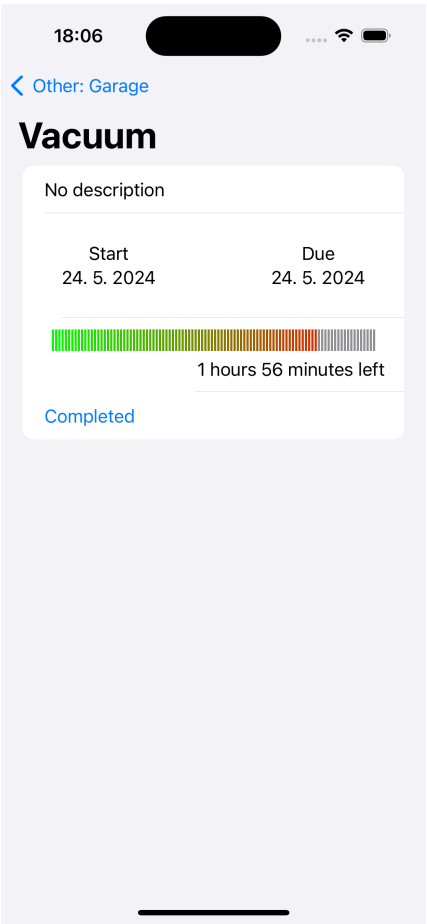 18:06
Other: Garage
Vacuum
No description
Start
Due
24. 5. 2024
24. 5. 2024
1 hours 56 minutes left
Completed